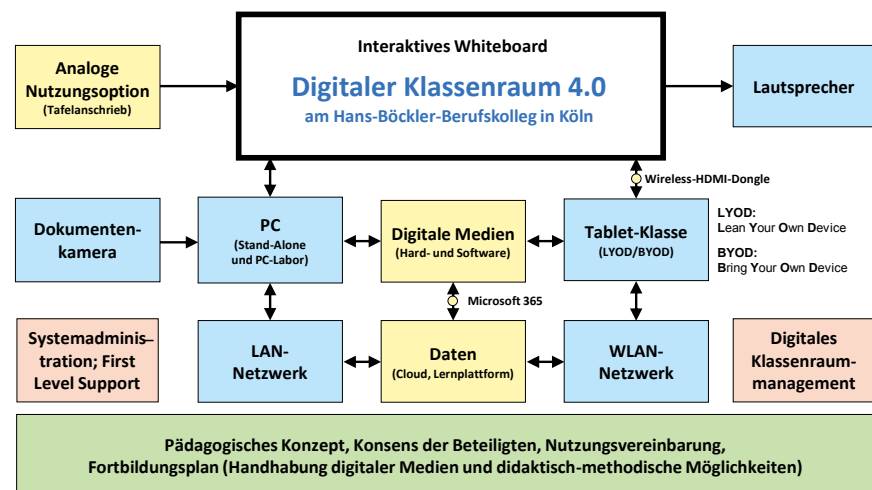 Interaktives Whiteboard
Digitaler Klassenraum 4.0
am Hans-Böckler-Berufskolleg in Köln
Analoge
Nutzungsoption
(Tafelanschrieb)
Lautsprecher
Wireless-HDMI-Dongle
Dokumenten-
kamera
PC
(Stand-Alone
und PC-Labor)
Digitale Medien
(Hard- und Software)
Tablet-Klasse
(LYOD/BYOD)
LYOD:
Lean Your Own Device
BYOD:
Bring Your Own Device
Microsoft 365
Systemadminis–
tration; First
Level Support
LAN-
Netzwerk
Daten
(Cloud, Lernplattform)
WLAN-
Netzwerk
Digitales
Klassenraum-
management
Pädagogisches Konzept, Konsens der Beteiligten, Nutzungsvereinbarung,
Fortbildungsplan (Handhabung digitaler Medien und didaktisch-methodische Möglichkeiten)